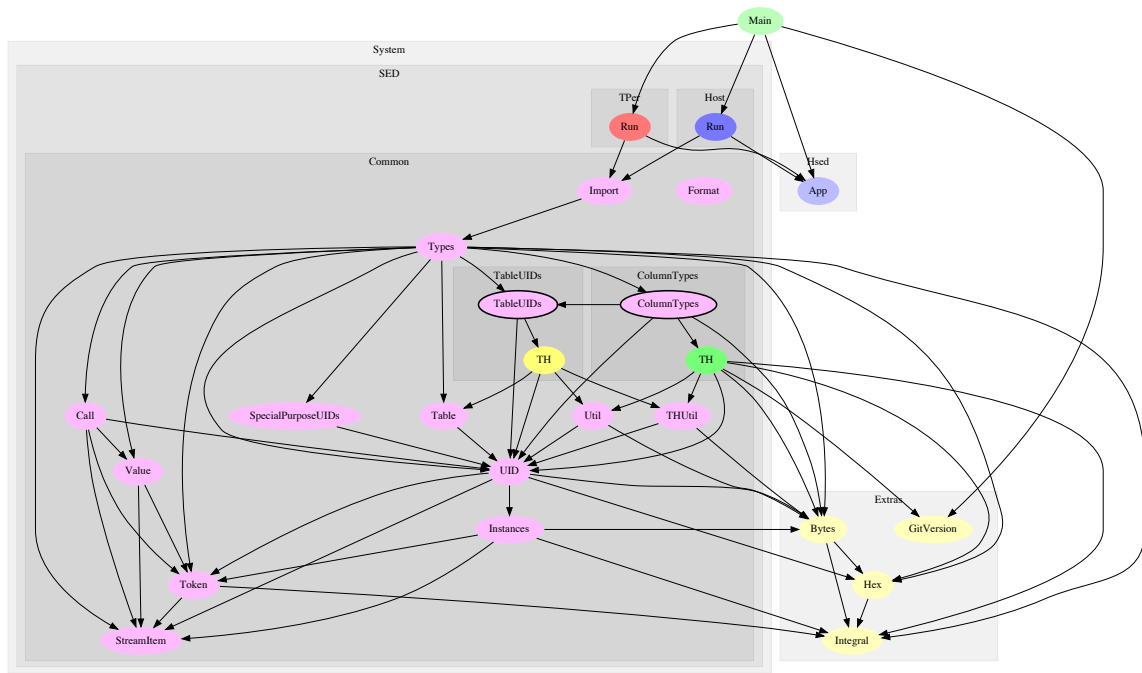 Main
System
SED
TPer
Host
Run
Run
Common
Hsed
Import
Format
App
Types
TableUIDs
ColumnTypes
TableUIDs
ColumnTypes
TH
TH
Call
SpecialPurposeUIDs
Table
Util
THUtil
Value
UID
Extras
Instances
Bytes
GitVersion
Token
Hex
StreamItem
Integral